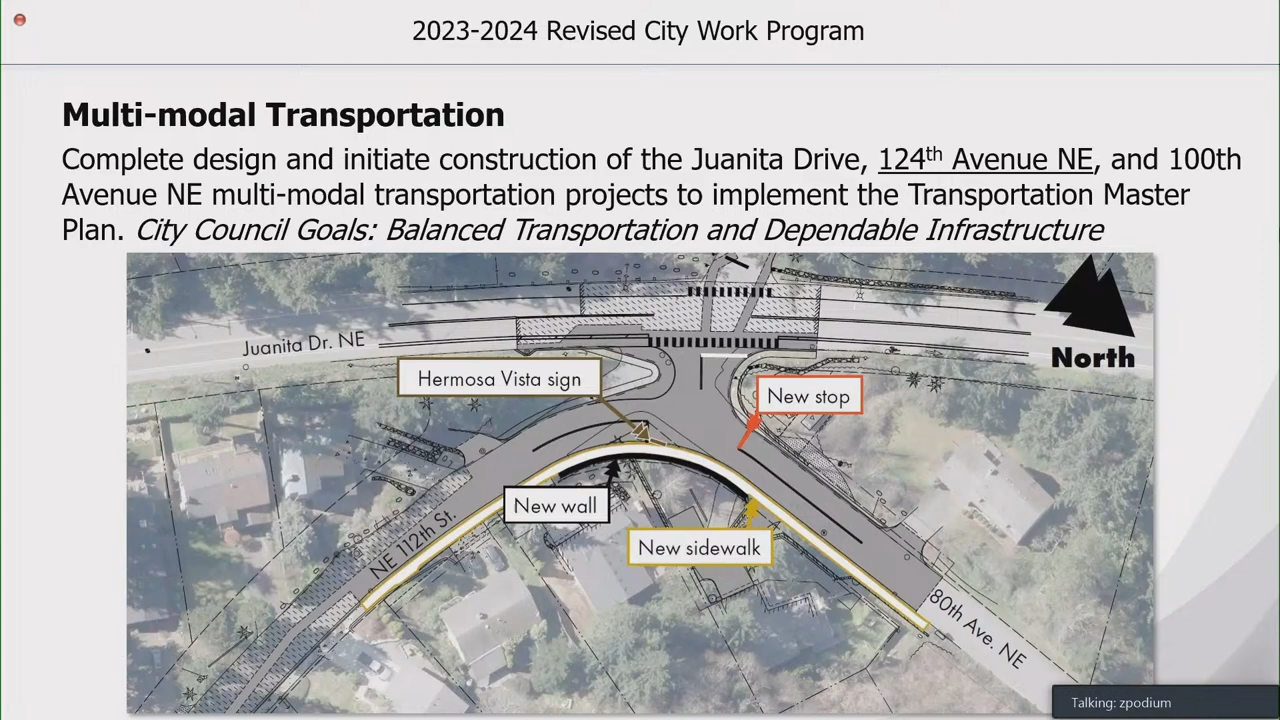 2023-2024 Revised City Work Program
Multi-modal Transportation
Complete design and initiate construction of the Juanita Drive, 124th Avenue NE, and 100th
Avenue NE multi-modal transportation projects to implement the Transportation Master
Plan. City Council Goals: Balanced Transportation and Dependable Infrastructure
Juanita Dr. NE
North
Hermosa Vista sign
New stop
New wall
NE 112th St.
New sidewalk
80th Ave. NE
Talking: zpodium